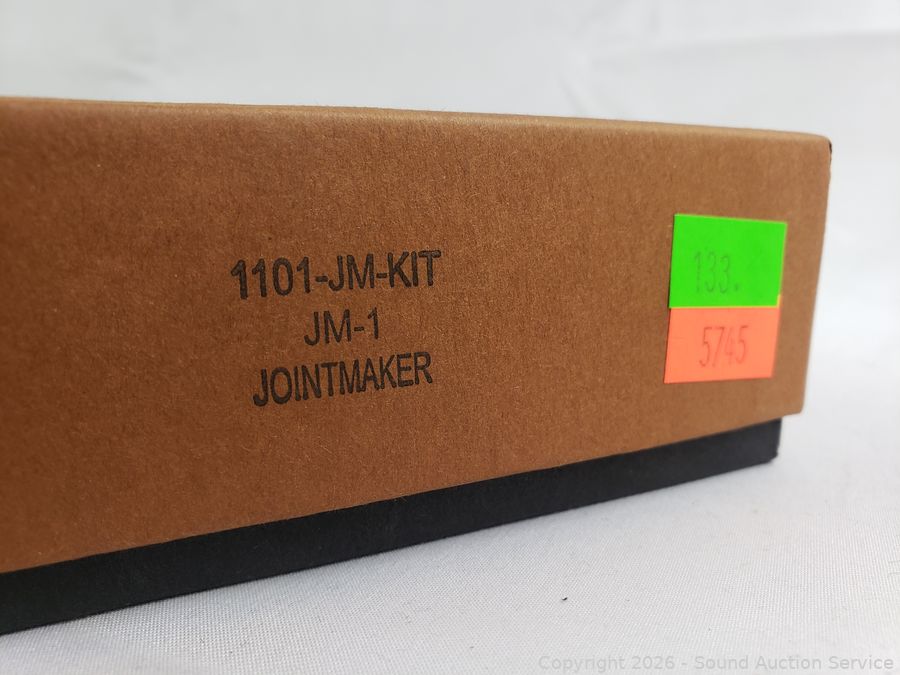 1101-JM-KIT
JM-1
JOINTMAKER
133.
5745
Copyright 2026 - Sound Auction Service